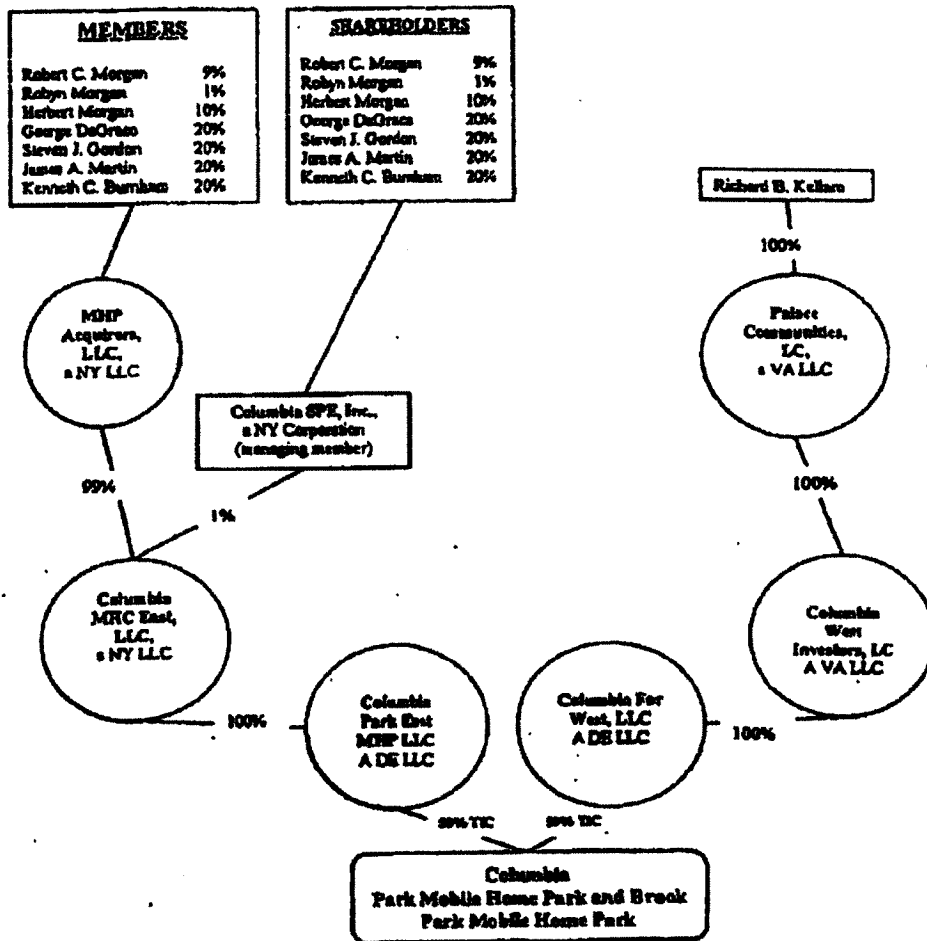 MEMBERS
Robert C. Morgan 9%
Robyn Morgan 1%
Herbert Morgan 10%
George DeGraco 20%
Steven J. Gordon 20%
James A. Martin 20%
Kenneth C. Burnham 20%
SHAREHOLDERS
Robert C. Morgan 9%
Robyn Morgan 1%
Herbert Morgan 10%
George DeGraco 20%
Steven J. Gordon 20%
James A. Martin 20%
Kenneth C. Burnham 20%
Richard B. Kellam
100%
MHP
Acquirors,
LLC,
a NY LLC
Palace
Communities,
LC,
a VA LLC
Columbia SPE, Inc.,
a NY Corporation
(managing member)
99%
1%
100%
Columbia
MHC East,
LLC,
a NY LLC
Columbia
West
Investors, LC
A VA LLC
100%
Columbia
Park East
MHP LLC
A DE LLC
Columbia For
West, LLC
A DE LLC
100%
TIC
TIC
Columbia
Park Mobile Home Park and Brook
Park Mobile Home Park